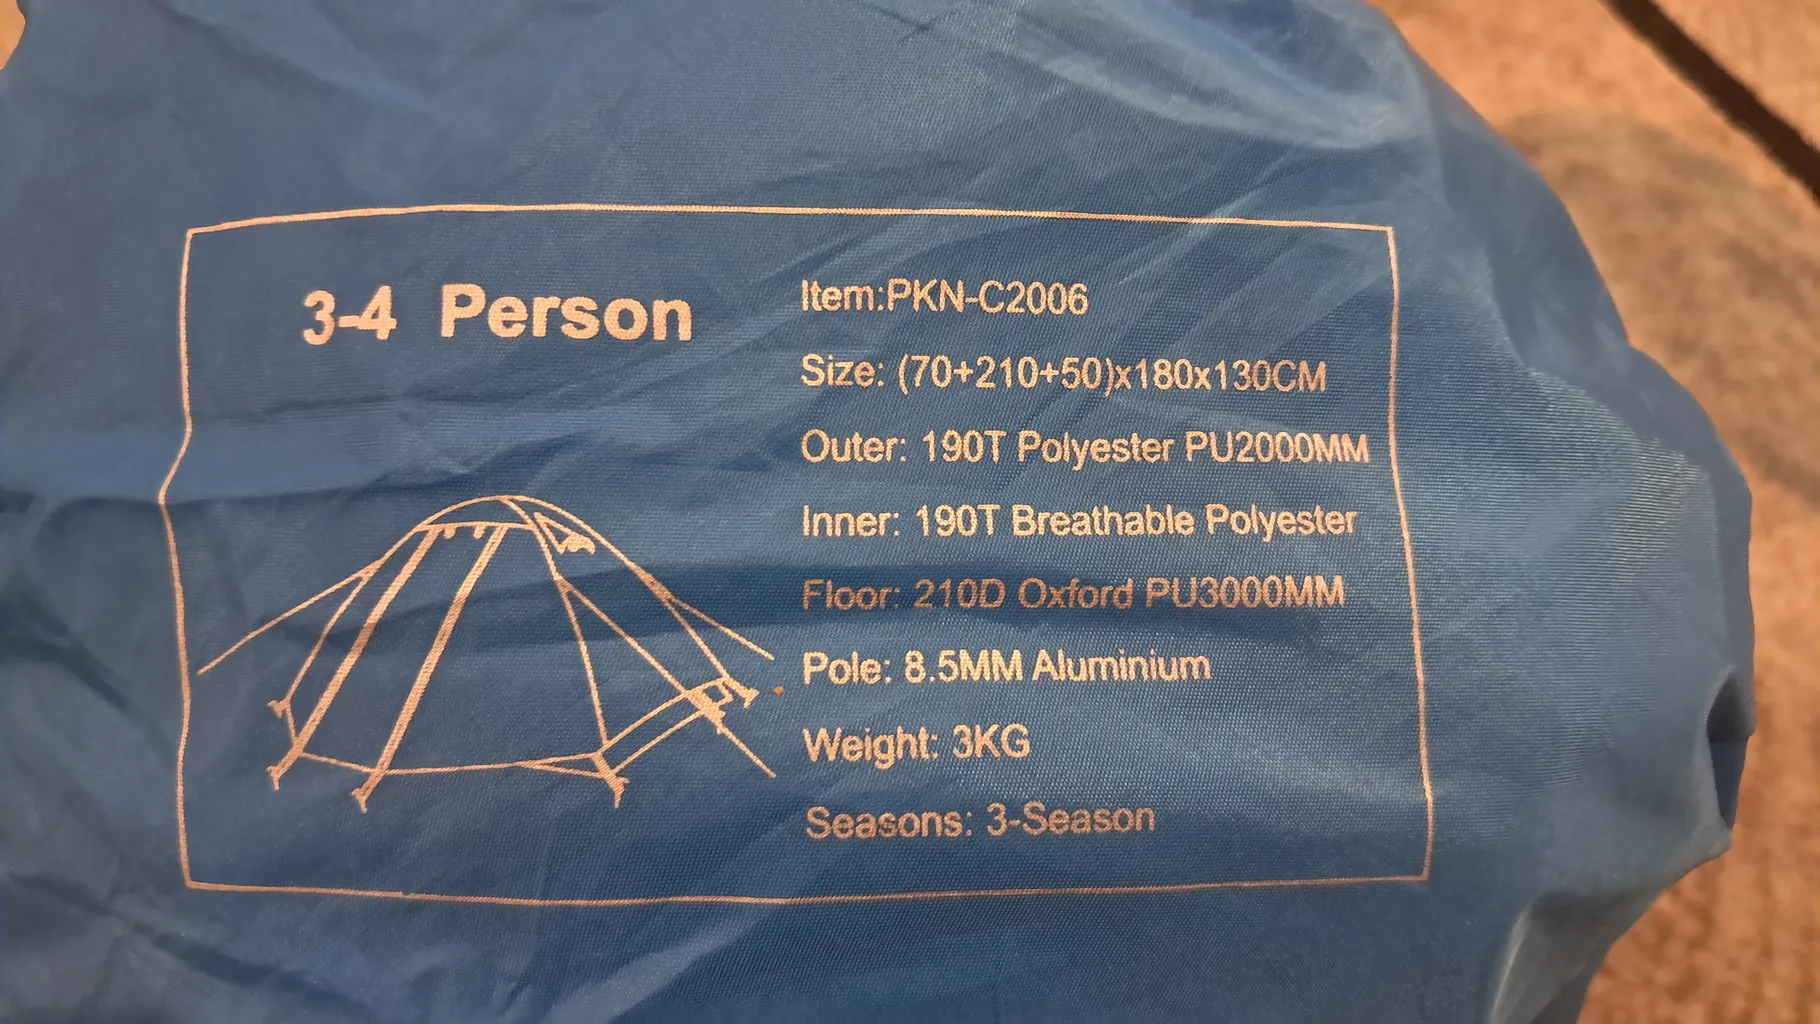 3-4 Person
Item:PKN-C2006
Size: (70+210+50)x180x130CM
Outer: 190T Polyester PU2000MM
Inner: 190T Breathable Polyester
Floor: 210D Oxford PU3000MM
Pole: 8.5MM Aluminium
Weight: 3KG
Seasons: 3-Season